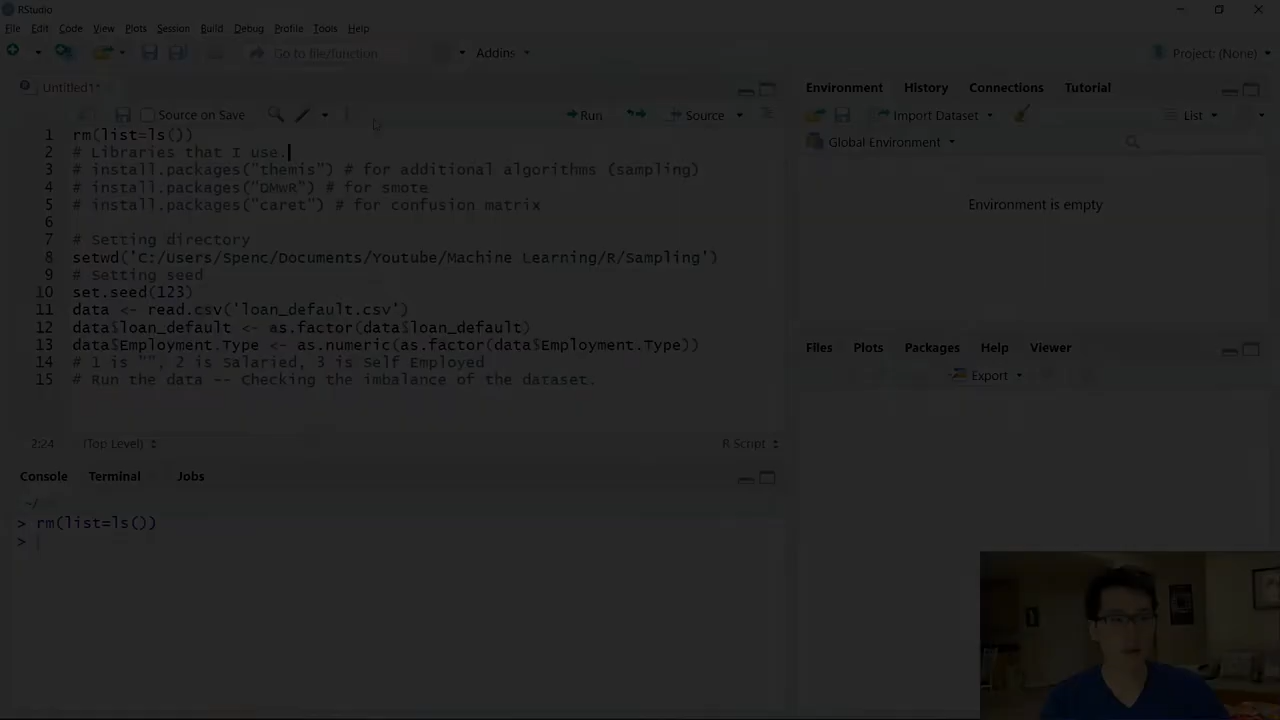 RStudio
File Edit Code View Plots Session Build Debug Profile Tools Help
Go to file/function
Addins
Project: (None)
Untitled1*
Source on Save
Run
Source
1 rm(list=ls())
2 # Libraries that I use.
3 # install.packages("themis") # for additional algorithms (sampling)
4 # install.packages("DMwR") # for smote
5 # install.packages("caret") # for confusion matrix
6
7 # Setting directory
8 setwd('C:/Users/Spenc/Documents/Youtube/Machine Learning/R/Sampling')
9 # Setting seed
10 set.seed(123)
11 data <- read.csv('loan_default.csv')
12 data$loan_default <- as.factor(data$loan_default)
13 data$Employment.Type <- as.numeric(as.factor(data$Employment.Type))
14 # 1 is "", 2 is Salaried, 3 is Self Employed
15 # Run the data -- Checking the imbalance of the dataset.
2:24 (Top Level) R Script
Console Terminal Jobs
~/
> rm(list=ls())
>
Environment History Connections Tutorial
Import Dataset
List
Global Environment
Environment is empty
Files Plots Packages Help Viewer
Export